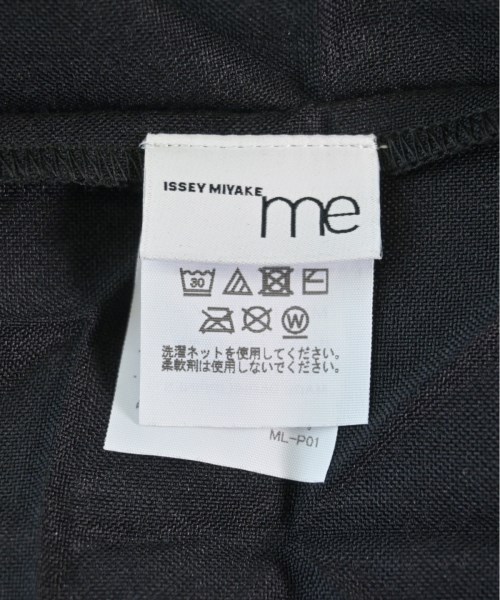 ISSEY MIYAKE
me
30
W
洗濯ネットを使用してください。
柔軟剤は使用しないでください。
ML-P01